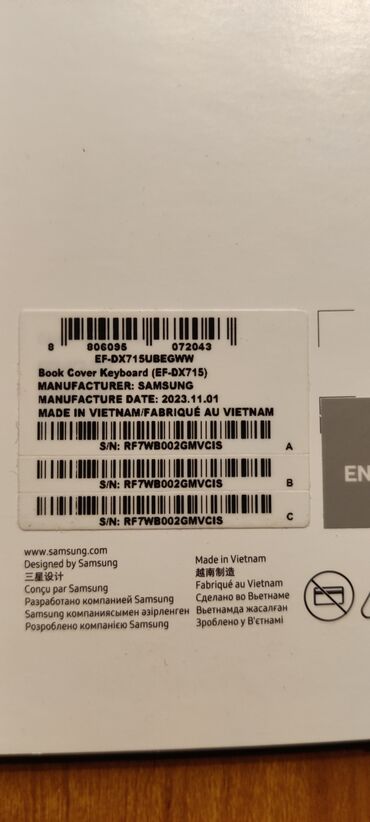 8 806095 072043
EF-DX715UBEGWW
Book Cover Keyboard (EF-DX715)
MANUFACTURER: SAMSUNG
MANUFACTURE DATE: 2023.11.01
MADE IN VIETNAM/FABRIQUÉ AU VIETNAM
S/N: RF7WB002GMVCIS A
S/N: RF7WB002GMVCIS B
S/N: RF7WB002GMVCIS C
EN
www.samsung.com
Designed by Samsung
三星设计
Conçu par Samsung
Разработано компанией Samsung
Samsung компаниясымен әзірленген
Розроблено компанією Samsung
Made in Vietnam
越南制造
Fabriqué au Vietnam
Сделано во Вьетнаме
Вьетнамда жасалған
Зроблено у В'єтнамі